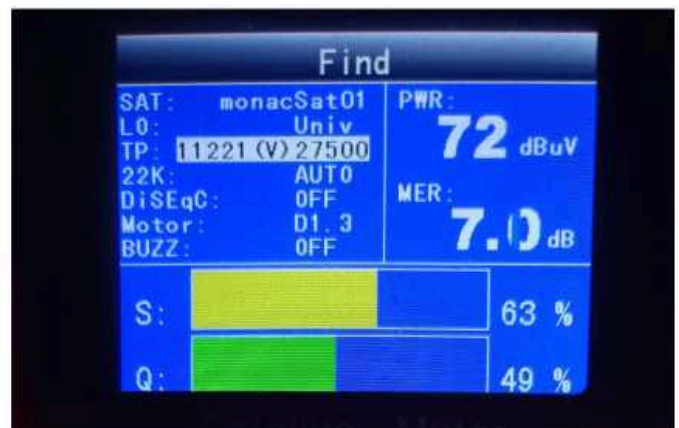 Find
SAT: monacSat01
LO: Univ
TP: 11221 (V) 27500
22K: AUTO
DiSEqC: OFF
Motor: D1.3
BUZZ: OFF
PWR:
72 dBuV
MER:
7.0 dB
S: 63 %
Q: 49 %